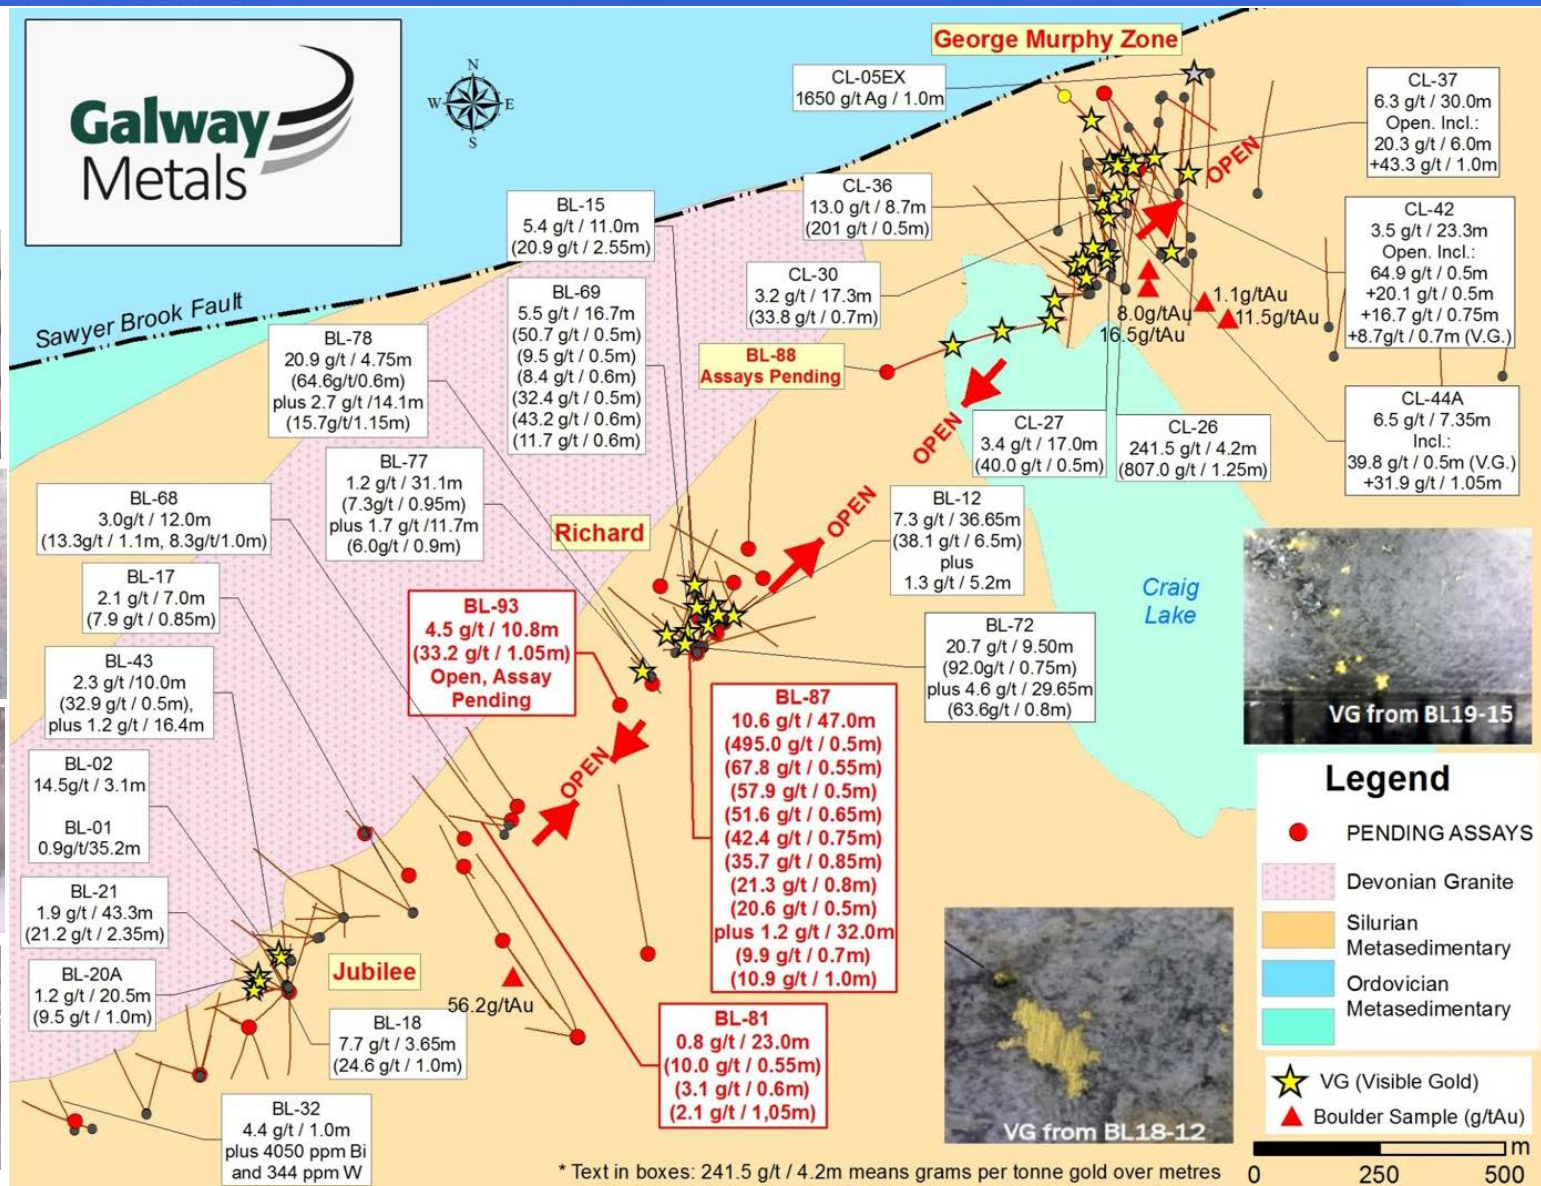 Galway
Metals
N
W
E
S
George Murphy Zone
CL-05EX
1650 g/t Ag / 1.0m
CL-37
6.3 g/t / 30.0m
Open. Incl.:
20.3 g/t / 6.0m
+43.3 g/t / 1.0m
OPEN
CL-36
13.0 g/t / 8.7m
(201 g/t / 0.5m)
BL-15
5.4 g/t / 11.0m
(20.9 g/t / 2.55m)
CL-42
3.5 g/t / 23.3m
Open. Incl.:
64.9 g/t / 0.5m
+20.1 g/t / 0.5m
+16.7 g/t / 0.75m
+8.7g/t / 0.7m (V.G.)
CL-30
3.2 g/t / 17.3m
(33.8 g/t / 0.7m)
BL-69
5.5 g/t / 16.7m
(50.7 g/t / 0.5m)
(9.5 g/t / 0.5m)
(8.4 g/t / 0.6m)
(32.4 g/t / 0.5m)
(43.2 g/t / 0.6m)
(11.7 g/t / 0.6m)
Sawyer Brook Fault
1.1g/tAu
11.5g/tAu
8.0g/tAu
16.5g/tAu
BL-78
20.9 g/t / 4.75m
(64.6g/t/0.6m)
plus 2.7 g/t /14.1m
(15.7g/t/1.15m)
BL-88
Assays Pending
CL-44A
6.5 g/t / 7.35m
Incl.:
39.8 g/t / 0.5m (V.G.)
+31.9 g/t / 1.05m
OPEN
CL-27
3.4 g/t / 17.0m
(40.0 g/t / 0.5m)
CL-26
241.5 g/t / 4.2m
(807.0 g/t / 1.25m)
BL-77
1.2 g/t / 31.1m
(7.3g/t / 0.95m)
plus 1.7 g/t /11.7m
(6.0g/t / 0.9m)
BL-68
3.0g/t / 12.0m
(13.3g/t / 1.1m, 8.3g/t/1.0m)
Richard
OPEN
BL-12
7.3 g/t / 36.65m
(38.1 g/t / 6.5m)
plus
1.3 g/t / 5.2m
BL-17
2.1 g/t / 7.0m
(7.9 g/t / 0.85m)
BL-93
4.5 g/t / 10.8m
(33.2 g/t / 1.05m)
Open, Assay
Pending
Craig
Lake
BL-72
20.7 g/t / 9.50m
(92.0g/t / 0.75m)
plus 4.6 g/t / 29.65m
(63.6g/t / 0.8m)
VG from BL19-15
BL-43
2.3 g/t /10.0m
(32.9 g/t / 0.5m),
plus 1.2 g/t / 16.4m
BL-87
10.6 g/t / 47.0m
(495.0 g/t / 0.5m)
(67.8 g/t / 0.55m)
(57.9 g/t / 0.5m)
(51.6 g/t / 0.65m)
(42.4 g/t / 0.75m)
(35.7 g/t / 0.85m)
(21.3 g/t / 0.8m)
(20.6 g/t / 0.5m)
plus 1.2 g/t / 32.0m
(9.9 g/t / 0.7m)
(10.9 g/t / 1.0m)
OPEN
BL-02
14.5g/t / 3.1m
BL-01
0.9g/t/35.2m
BL-21
1.9 g/t / 43.3m
(21.2 g/t / 2.35m)
BL-20A
1.2 g/t / 20.5m
(9.5 g/t / 1.0m)
Jubilee
56.2g/tAu
BL-18
7.7 g/t / 3.65m
(24.6 g/t / 1.0m)
BL-81
0.8 g/t / 23.0m
(10.0 g/t / 0.55m)
(3.1 g/t / 0.6m)
(2.1 g/t / 1,05m)
BL-32
4.4 g/t / 1.0m
plus 4050 ppm Bi
and 344 ppm W
VG from BL18-12
Legend
PENDING ASSAYS
Devonian Granite
Silurian
Metasedimentary
Ordovician
Metasedimentary
VG (Visible Gold)
Boulder Sample (g/tAu)
* Text in boxes: 241.5 g/t / 4.2m means grams per tonne gold over metres
m
0 250 500